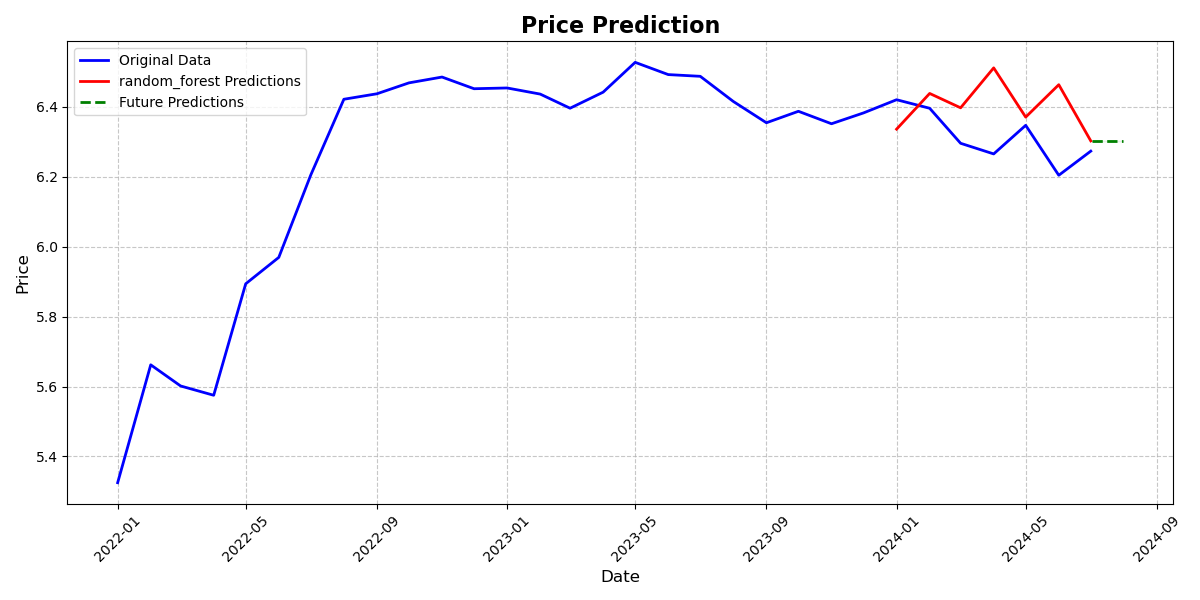 Price Prediction
Original Data
random_forest Predictions
Future Predictions
Price
6.4
6.2
6.0
5.8
5.6
5.4
2022-01
2022-05
2022-09
2023-01
2023-05
2023-09
2024-01
2024-05
2024-09
Date